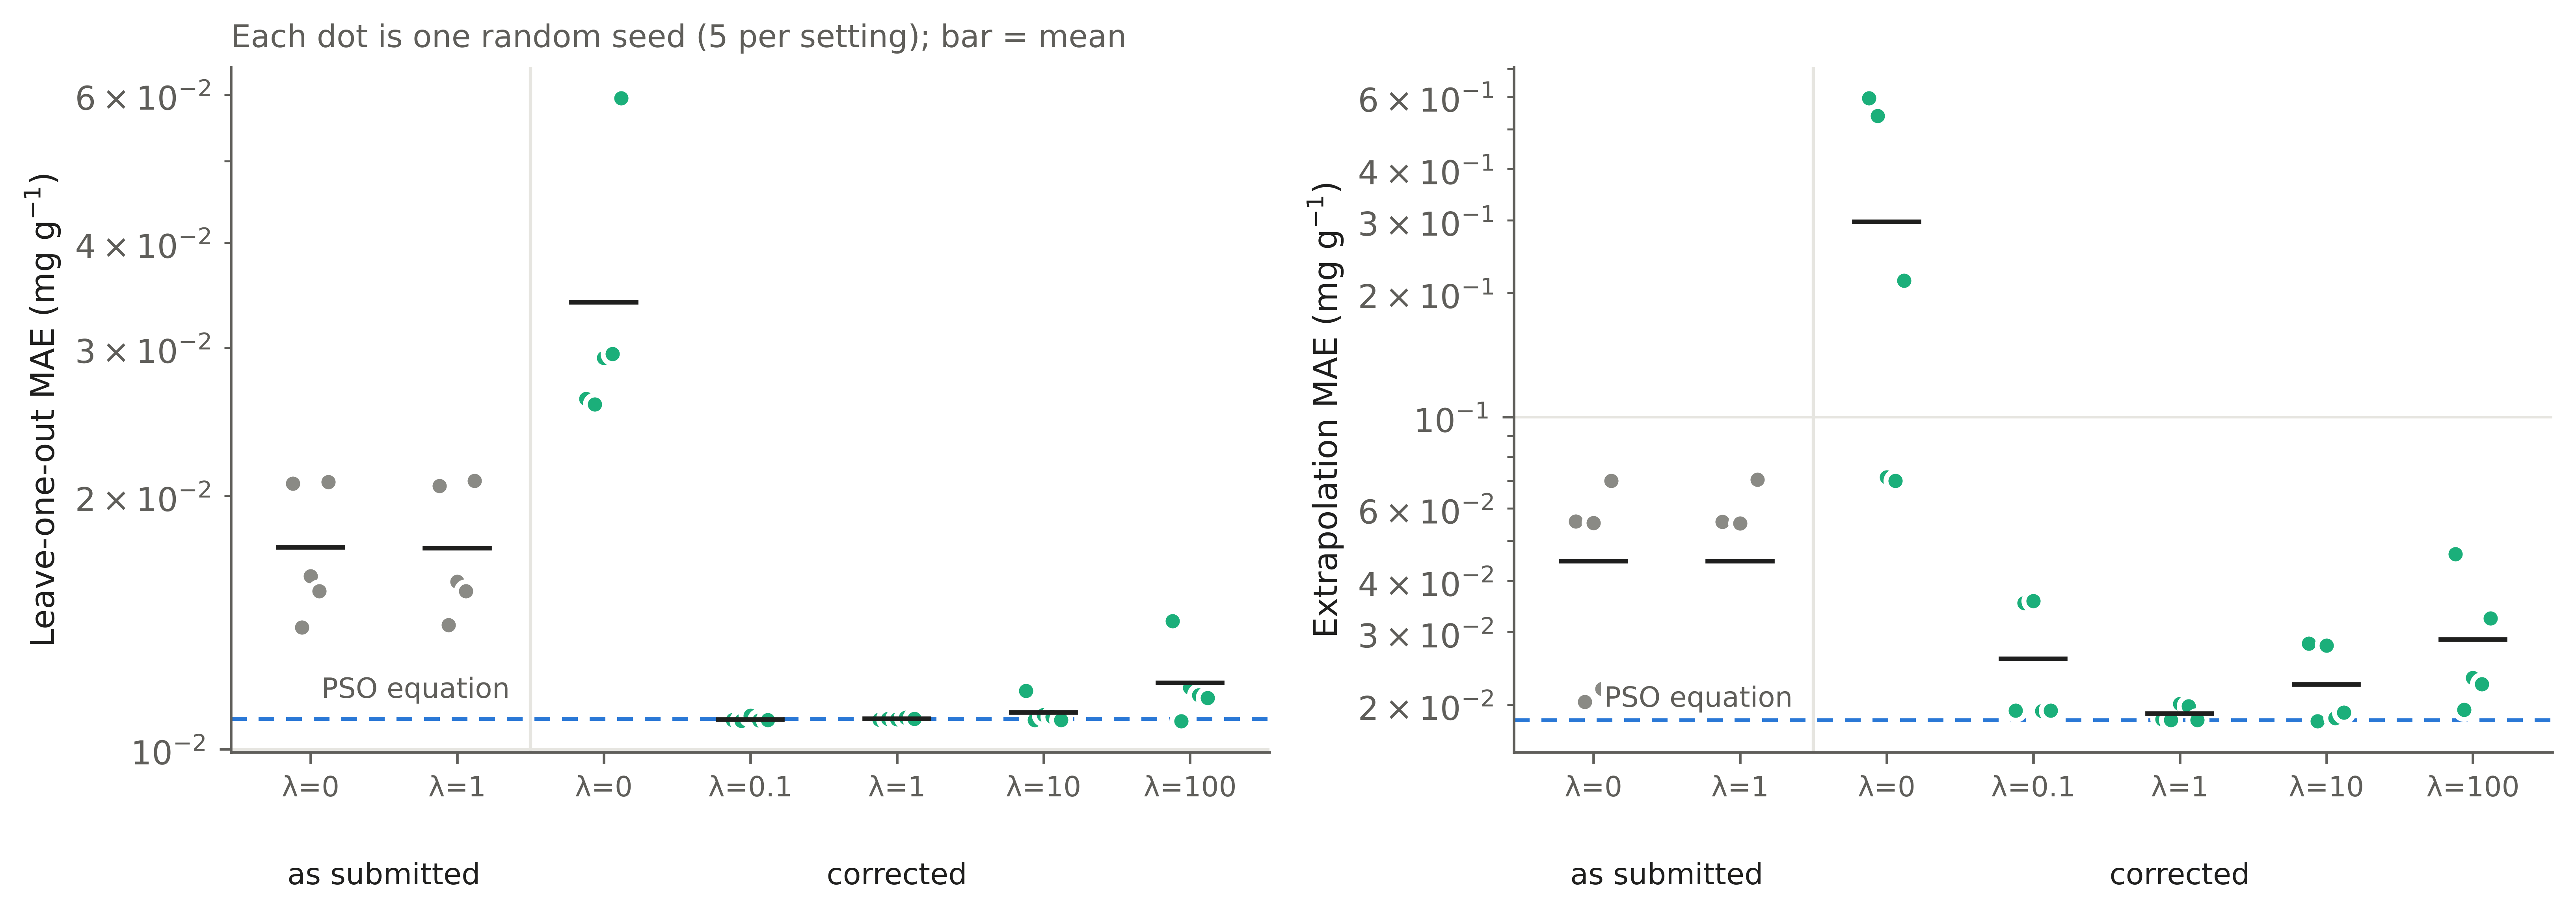 Each dot is one random seed (5 per setting); bar = mean
Leave-one-out MAE (mg g⁻¹)
6 × 10⁻²
4 × 10⁻²
3 × 10⁻²
2 × 10⁻²
10⁻²
PSO equation
λ=0
λ=1
λ=0
λ=0.1
λ=1
λ=10
λ=100
as submitted
corrected
Extrapolation MAE (mg g⁻¹)
6 × 10⁻¹
4 × 10⁻¹
3 × 10⁻¹
2 × 10⁻¹
10⁻¹
6 × 10⁻²
4 × 10⁻²
3 × 10⁻²
2 × 10⁻²
PSO equation
λ=0
λ=1
λ=0
λ=0.1
λ=1
λ=10
λ=100
as submitted
corrected